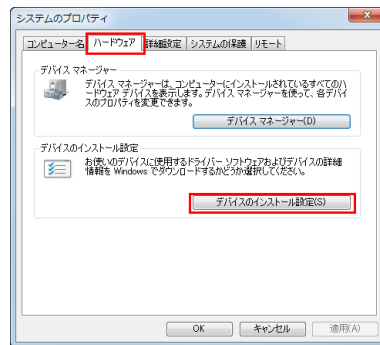 システムのプロパティ
コンピューター名 ハードウェア 詳細設定 システムの保護 リモート
デバイス マネージャー
デバイス マネージャーは、コンピューターにインストールされているすべてのハ
ードウェア デバイスを表示します。デバイス マネージャーを使って、各デバイ
スのプロパティを変更できます。
デバイス マネージャー(D)
デバイスのインストール設定
お使いのデバイスに使用するドライバー ソフトウェアおよびデバイスの詳細
情報を Windows でダウンロードするかどうか選択してください。
デバイスのインストール設定(S)
OK キャンセル 適用(A)